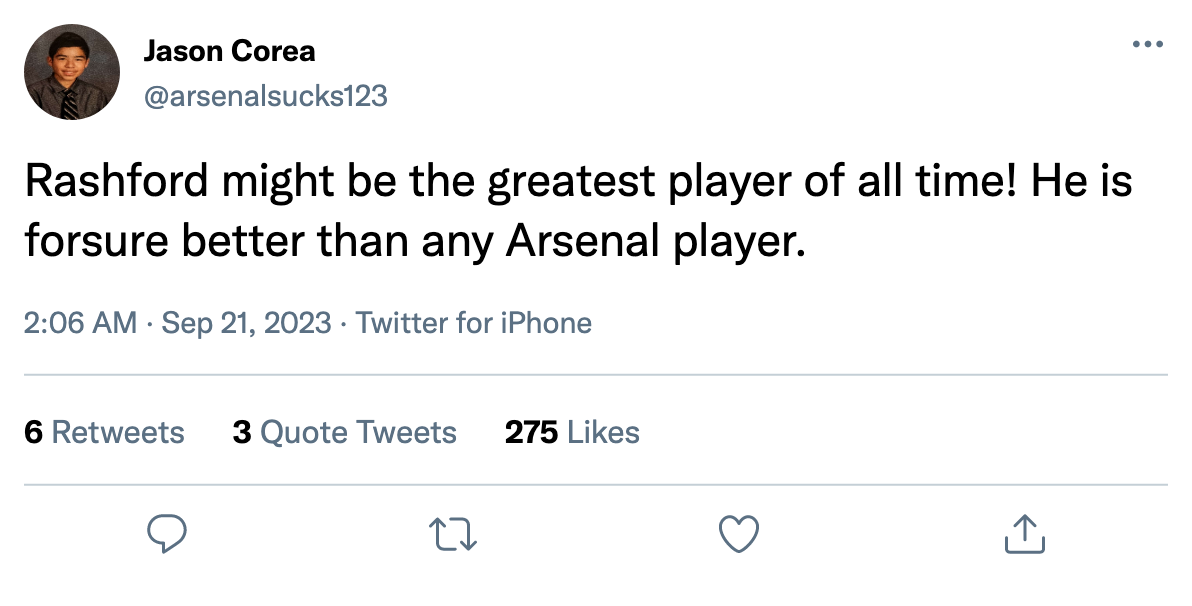 Jason Corea
@arsenalsucks123
Rashford might be the greatest player of all time! He is
forsure better than any Arsenal player.
2:06 AM · Sep 21, 2023 · Twitter for iPhone
6 Retweets 3 Quote Tweets 275 Likes